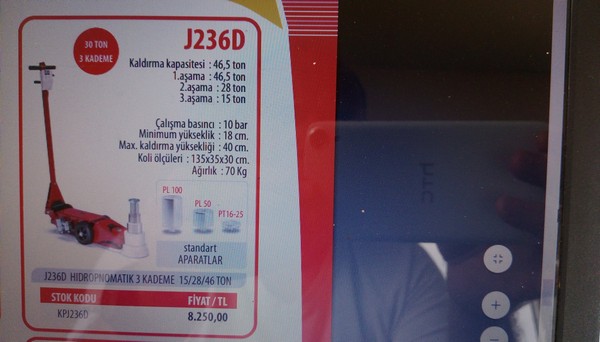 30 TON
3 KADEME
J236D
Kaldırma kapasitesi : 46,5 ton
1.aşama : 46,5 ton
2.aşama : 28 ton
3.aşama : 15 ton
Çalışma basıncı : 10 bar
Minimum yükseklik : 18 cm.
Max. kaldırma yüksekliği : 40 cm.
Koli ölçüleri : 135x35x30 cm.
Ağırlık : 70 Kg
PL 100
PL 50
PT16-25
standart
APARATLAR
J236D HIDROPNOMATIK 3 KADEME 15/28/46 TON
STOK KODU FİYAT / TL
KPJ236D 8.250,00
hTC